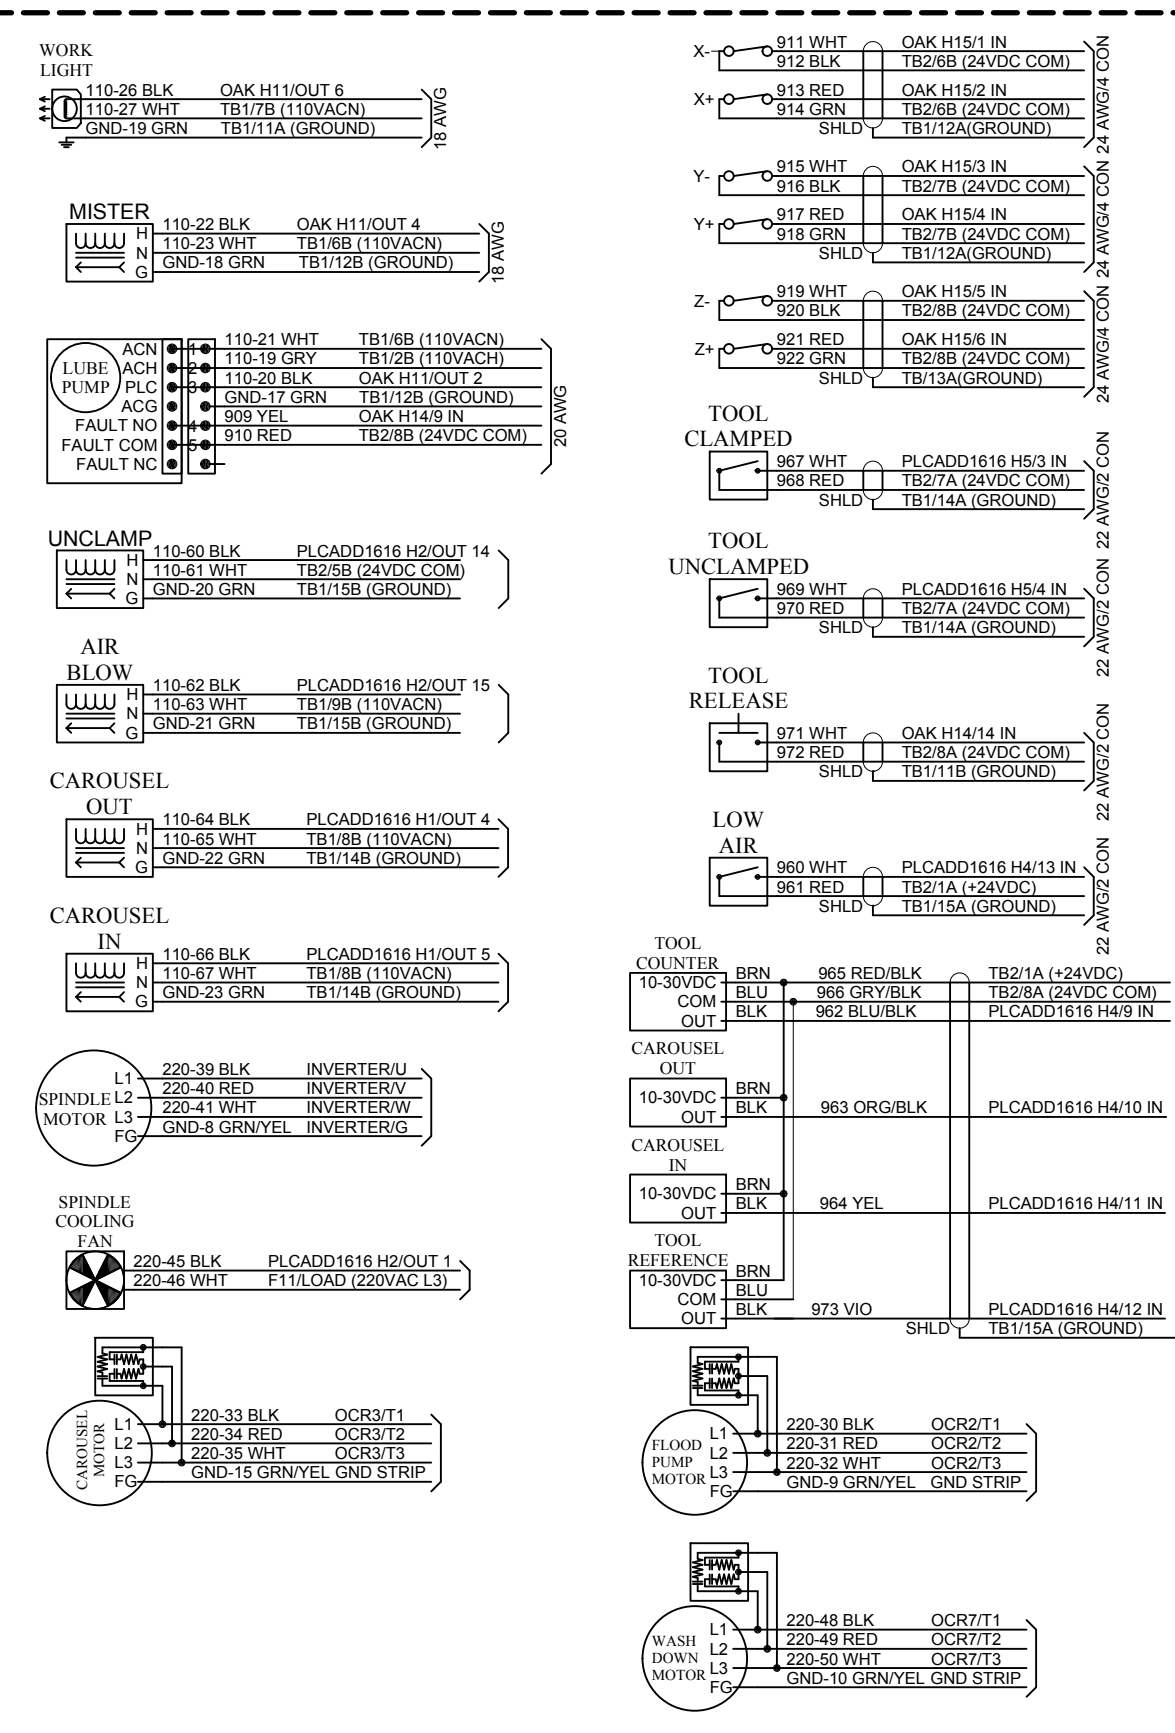 WORK
LIGHT
110-26 BLK OAK H11/OUT 6
110-27 WHT TB1/7B (110VACN)
GND-19 GRN TB1/11A (GROUND)
18 AWG
MISTER
H 110-22 BLK OAK H11/OUT 4
N 110-23 WHT TB1/6B (110VACN)
G GND-18 GRN TB1/12B (GROUND)
18 AWG
LUBE
PUMP
ACN 1 110-21 WHT TB1/6B (110VACN)
ACH 2 110-19 GRY TB1/2B (110VACH)
PLC 3 110-20 BLK OAK H11/OUT 2
ACG GND-17 GRN TB1/12B (GROUND)
FAULT NO 4 909 YEL OAK H14/9 IN
FAULT COM 5 910 RED TB2/8B (24VDC COM)
FAULT NC
20 AWG
UNCLAMP
H 110-60 BLK PLCADD1616 H2/OUT 14
N 110-61 WHT TB2/5B (24VDC COM)
G GND-20 GRN TB1/15B (GROUND)
AIR
BLOW
H 110-62 BLK PLCADD1616 H2/OUT 15
N 110-63 WHT TB1/9B (110VACN)
G GND-21 GRN TB1/15B (GROUND)
CAROUSEL
OUT
H 110-64 BLK PLCADD1616 H1/OUT 4
N 110-65 WHT TB1/8B (110VACN)
G GND-22 GRN TB1/14B (GROUND)
CAROUSEL
IN
H 110-66 BLK PLCADD1616 H1/OUT 5
N 110-67 WHT TB1/8B (110VACN)
G GND-23 GRN TB1/14B (GROUND)
SPINDLE
MOTOR
L1 220-39 BLK INVERTER/U
L2 220-40 RED INVERTER/V
L3 220-41 WHT INVERTER/W
FG GND-8 GRN/YEL INVERTER/G
SPINDLE
COOLING
FAN
220-45 BLK PLCADD1616 H2/OUT 1
220-46 WHT F11/LOAD (220VAC L3)
CAROUSEL
MOTOR
L1 220-33 BLK OCR3/T1
L2 220-34 RED OCR3/T2
L3 220-35 WHT OCR3/T3
FG GND-15 GRN/YEL GND STRIP
X- 911 WHT OAK H15/1 IN
912 BLK TB2/6B (24VDC COM)
X+ 913 RED OAK H15/2 IN
914 GRN TB2/6B (24VDC COM)
SHLD TB1/12A(GROUND)
24 AWG/4 CON
Y- 915 WHT OAK H15/3 IN
916 BLK TB2/7B (24VDC COM)
Y+ 917 RED OAK H15/4 IN
918 GRN TB2/7B (24VDC COM)
SHLD TB1/12A(GROUND)
24 AWG/4 CON
Z- 919 WHT OAK H15/5 IN
920 BLK TB2/8B (24VDC COM)
Z+ 921 RED OAK H15/6 IN
922 GRN TB2/8B (24VDC COM)
SHLD TB/13A(GROUND)
24 AWG/4 CON
TOOL
CLAMPED
967 WHT PLCADD1616 H5/3 IN
968 RED TB2/7A (24VDC COM)
SHLD TB1/14A (GROUND)
22 AWG/2 CON
TOOL
UNCLAMPED
969 WHT PLCADD1616 H5/4 IN
970 RED TB2/7A (24VDC COM)
SHLD TB1/14A (GROUND)
22 AWG/2 CON
TOOL
RELEASE
971 WHT OAK H14/14 IN
972 RED TB2/8A (24VDC COM)
SHLD TB1/11B (GROUND)
22 AWG/2 CON
LOW
AIR
960 WHT PLCADD1616 H4/13 IN
961 RED TB2/1A (+24VDC)
SHLD TB1/15A (GROUND)
22 AWG/2 CON
TOOL
COUNTER
10-30VDC BRN 965 RED/BLK TB2/1A (+24VDC)
COM BLU 966 GRY/BLK TB2/8A (24VDC COM)
OUT BLK 962 BLU/BLK PLCADD1616 H4/9 IN
CAROUSEL
OUT
10-30VDC BRN
OUT BLK 963 ORG/BLK PLCADD1616 H4/10 IN
CAROUSEL
IN
10-30VDC BRN
OUT BLK 964 YEL PLCADD1616 H4/11 IN
TOOL
REFERENCE
10-30VDC BRN
COM BLU
OUT BLK 973 VIO PLCADD1616 H4/12 IN
SHLD TB1/15A (GROUND)
FLOOD
PUMP
MOTOR
L1 220-30 BLK OCR2/T1
L2 220-31 RED OCR2/T2
L3 220-32 WHT OCR2/T3
FG GND-9 GRN/YEL GND STRIP
WASH
DOWN
MOTOR
L1 220-48 BLK OCR7/T1
L2 220-49 RED OCR7/T2
L3 220-50 WHT OCR7/T3
FG GND-10 GRN/YEL GND STRIP